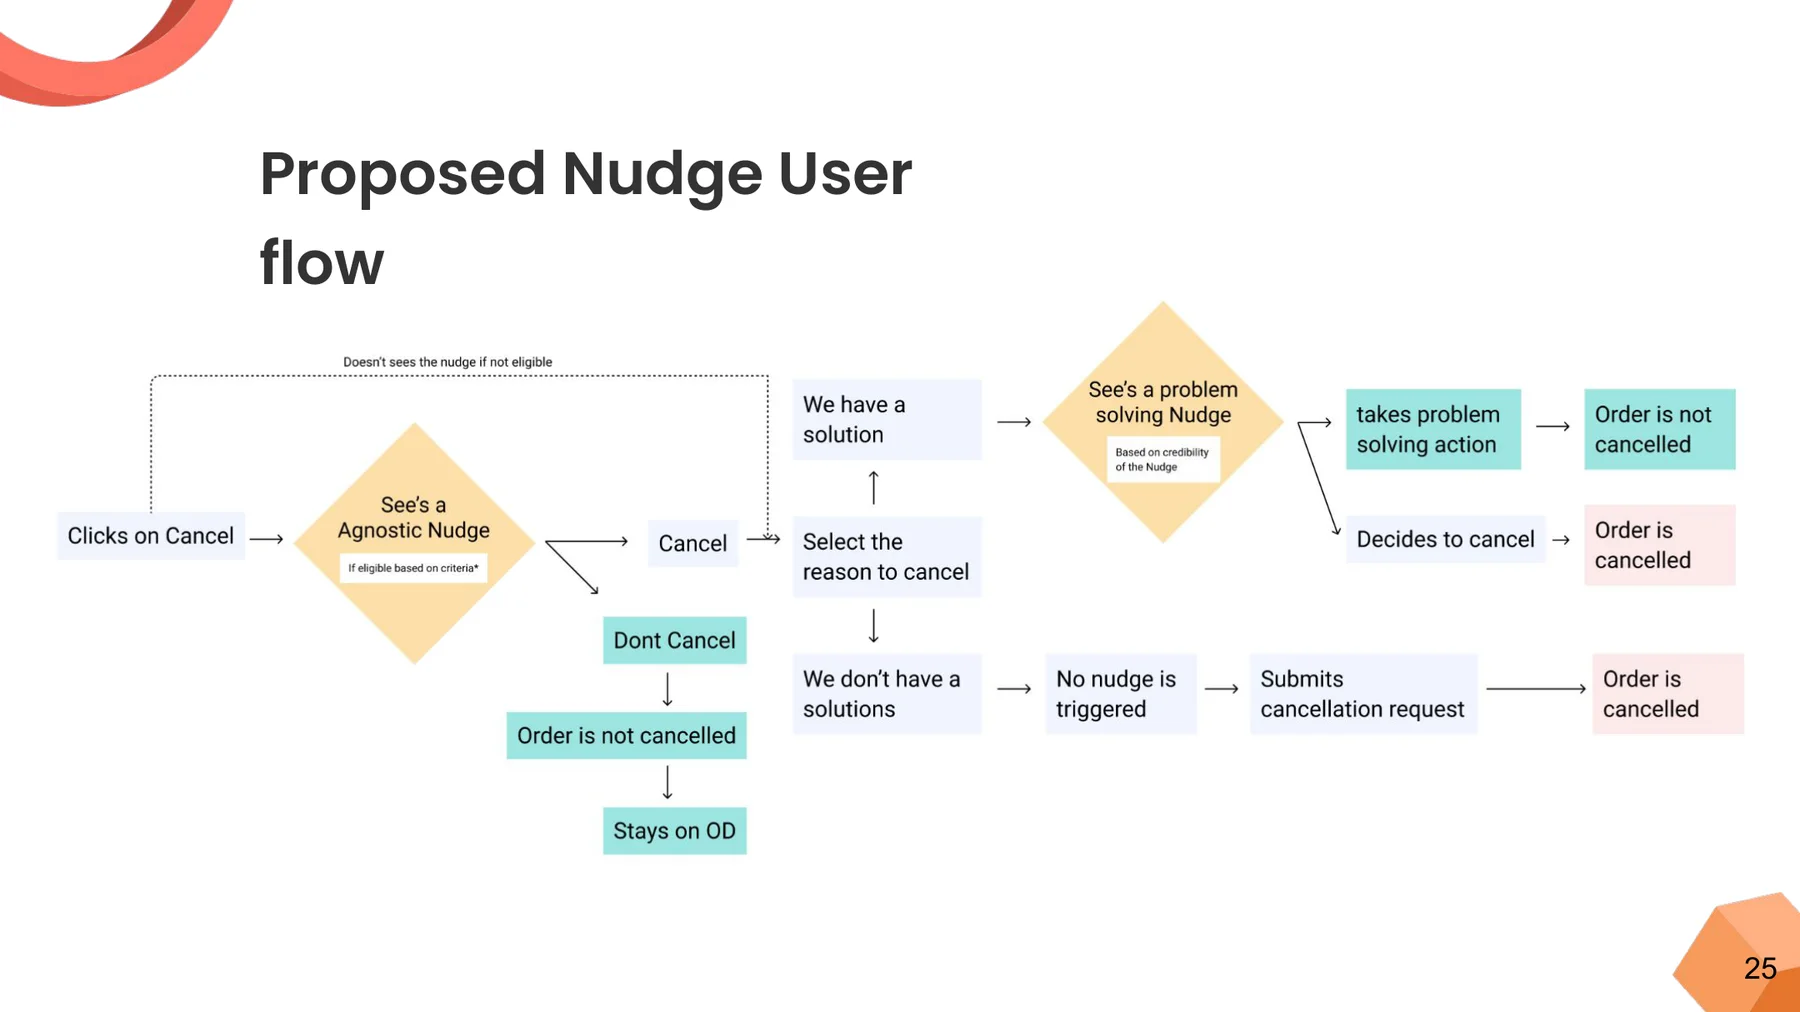 Proposed Nudge User
flow
Doesn't sees the nudge if not eligible
Clicks on Cancel
See's a
Agnostic Nudge
If eligible based on criteria*
Cancel
Dont Cancel
Order is not cancelled
Stays on OD
We have a
solution
Select the
reason to cancel
We don't have a
solutions
See's a problem
solving Nudge
Based on credibility
of the Nudge
takes problem
solving action
Order is not
cancelled
Decides to cancel
Order is
cancelled
No nudge is
triggered
Submits
cancellation request
Order is
cancelled
25